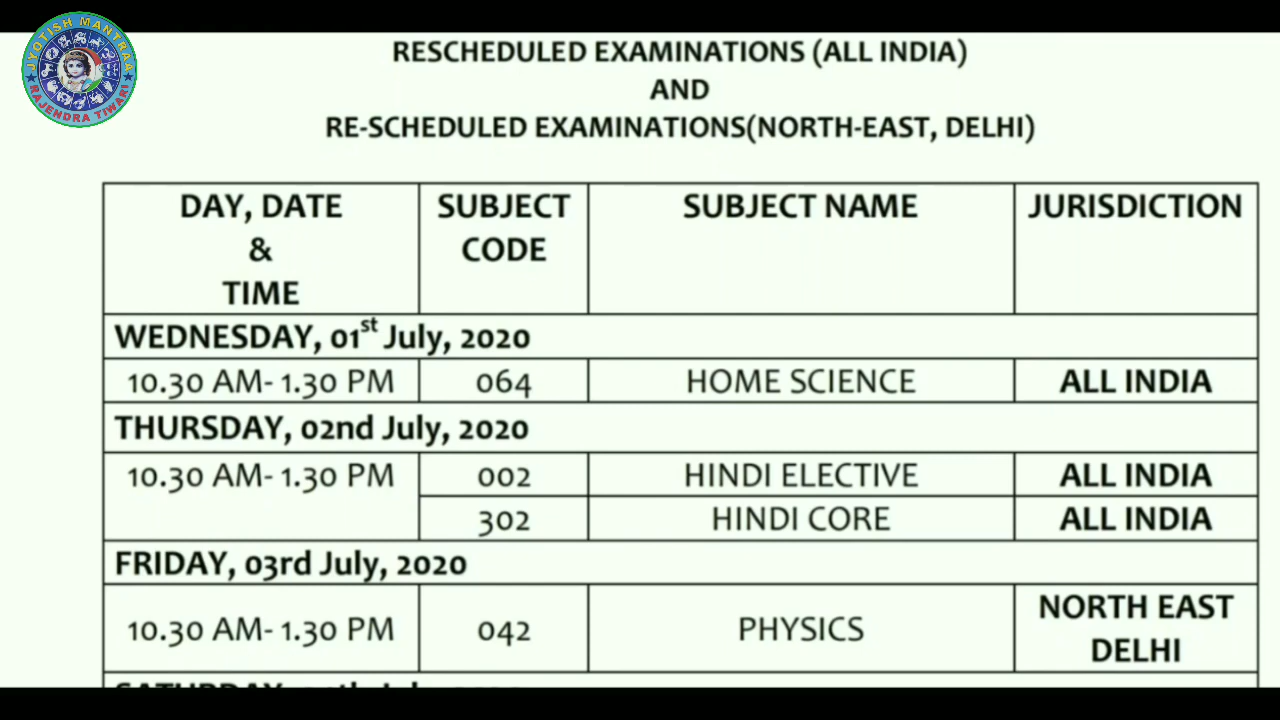 JYOTISH MANTRAA
RAJENDRA TIWARI
RESCHEDULED EXAMINATIONS (ALL INDIA)
AND
RE-SCHEDULED EXAMINATIONS(NORTH-EAST, DELHI)
DAY, DATE
&
TIME
SUBJECT
CODE
SUBJECT NAME
JURISDICTION
WEDNESDAY, 01st July, 2020
10.30 AM- 1.30 PM 064 HOME SCIENCE ALL INDIA
THURSDAY, 02nd July, 2020
10.30 AM- 1.30 PM 002 HINDI ELECTIVE ALL INDIA
302 HINDI CORE ALL INDIA
FRIDAY, 03rd July, 2020
10.30 AM- 1.30 PM 042 PHYSICS NORTH EAST
DELHI